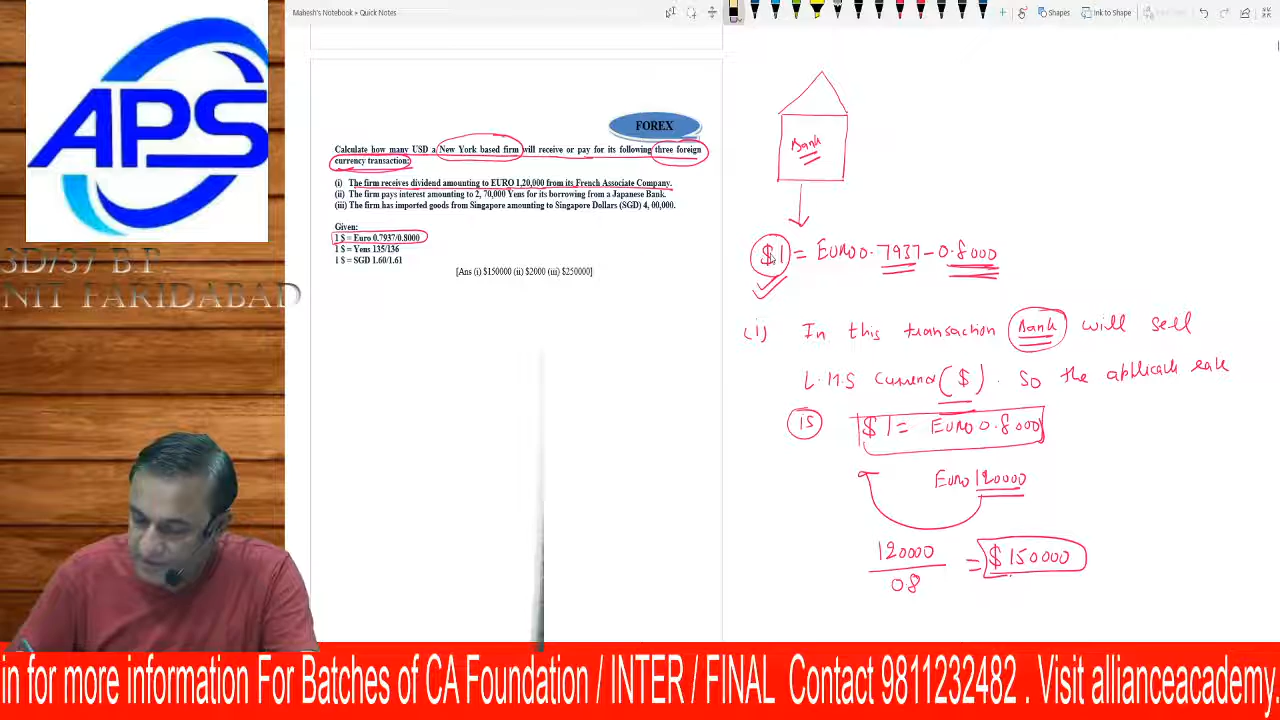 APS
3D/37 B.P.
NIT FARIDABAD
Mahesh's Notebook » Quick Notes
Shapes
Ink to Shape
FOREX
Calculate how many USD a New York based firm will receive or pay for its following three foreign
currency transaction:
(i) The firm receives dividend amounting to EURO 1,20,000 from its French Associate Company.
(ii) The firm pays interest amounting to 2, 70,000 Yens for its borrowing from a Japanese Bank.
(iii) The firm has imported goods from Singapore amounting to Singapore Dollars (SGD) 4, 00,000.
Given:
1 $ = Euro 0.7937/0.8000
1 $ = Yens 135/136
1 $ = SGD 1.60/1.61
[Ans (i) $150000 (ii) $2000 (iii) $250000]
Bank
$1 = EURO 0.7937 - 0.8000
(i) In this transaction Bank will sell
L.H.S currency ($). So the applicable rate
is $1 = EURO 0.8000
Euro 120000
120000
0.8
= $150000
in for more information For Batches of CA Foundation / INTER / FINAL Contact 9811232482 . Visit allianceacademy.